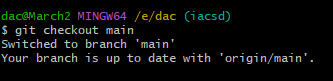 dac@March2 MINGW64 /e/dac (iacsd)
$ git checkout main
Switched to branch 'main'
Your branch is up to date with 'origin/main'.